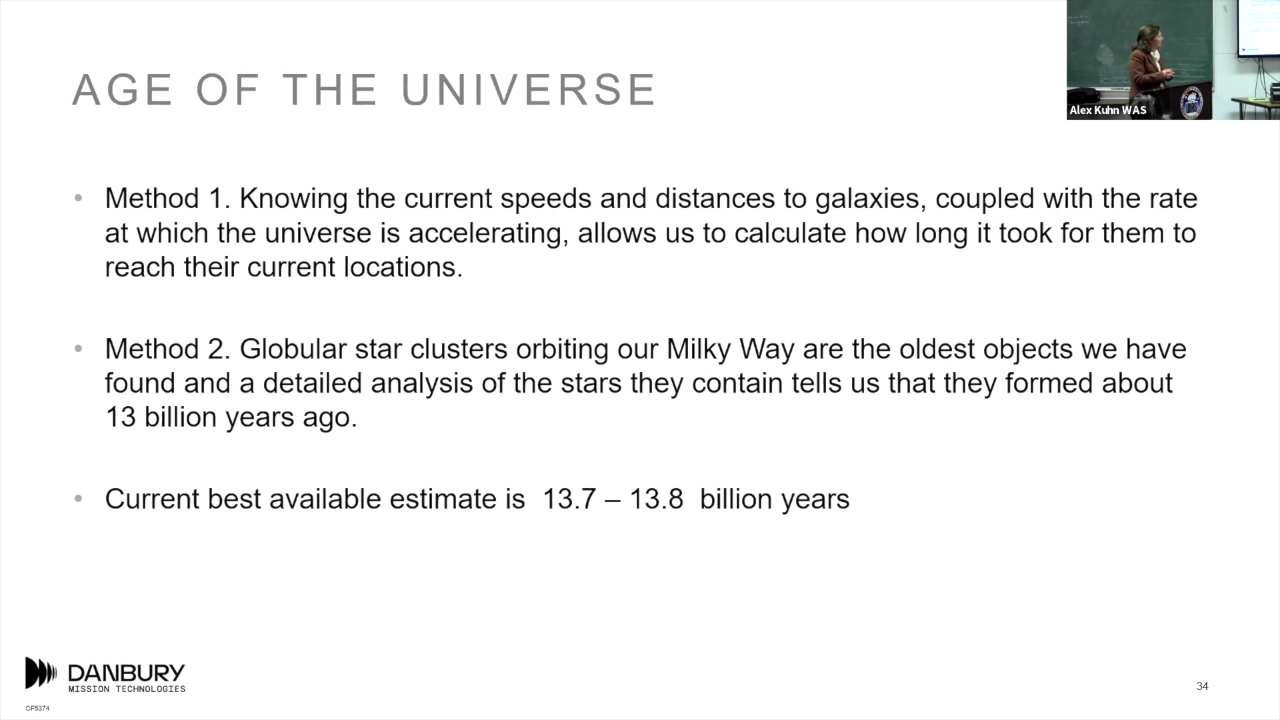 AGE OF THE UNIVERSE
Alex Kuhn WAS
• Method 1. Knowing the current speeds and distances to galaxies, coupled with the rate
at which the universe is accelerating, allows us to calculate how long it took for them to
reach their current locations.
• Method 2. Globular star clusters orbiting our Milky Way are the oldest objects we have
found and a detailed analysis of the stars they contain tells us that they formed about
13 billion years ago.
• Current best available estimate is 13.7 – 13.8 billion years
DANBURY
MISSION TECHNOLOGIES
CF5374
34